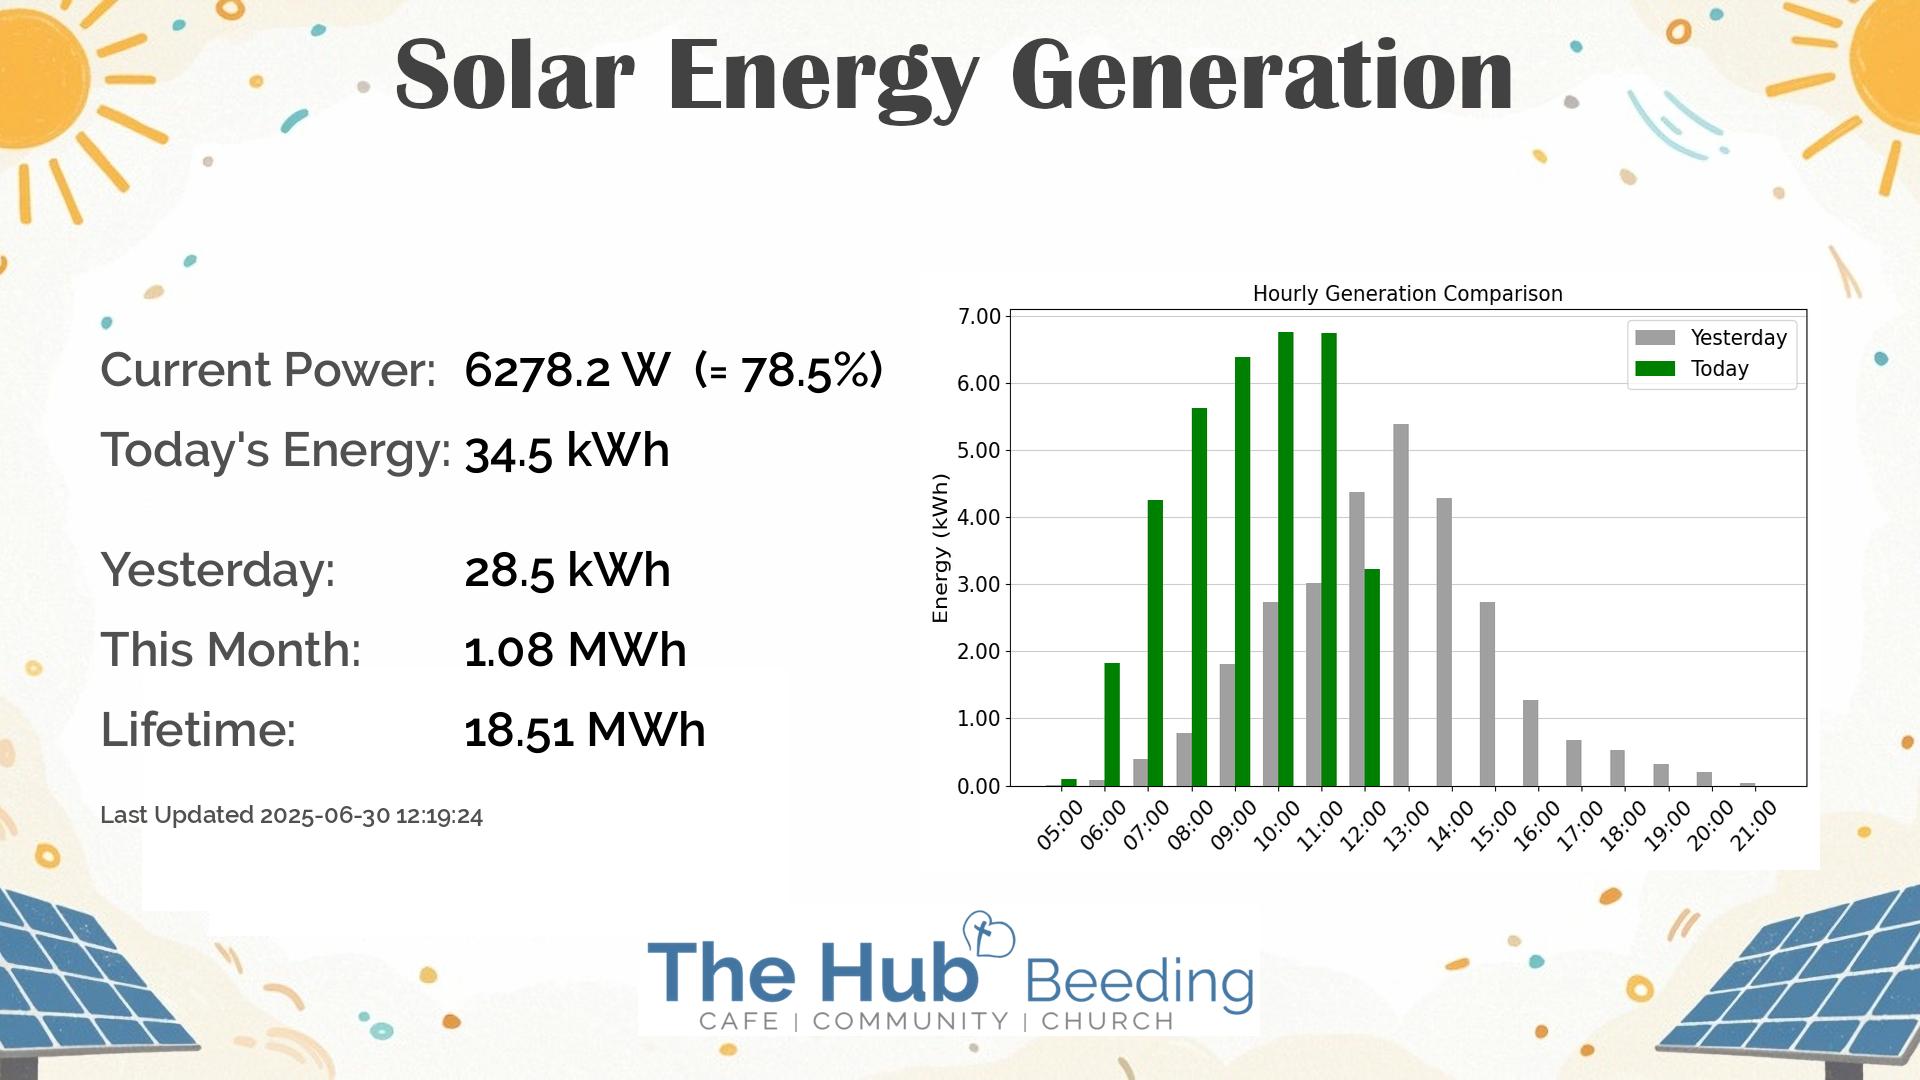 Solar Energy Generation
Current Power: 6278.2 W (= 78.5%)
Today's Energy: 34.5 kWh
Yesterday: 28.5 kWh
This Month: 1.08 MWh
Lifetime: 18.51 MWh
Last Updated 2025-06-30 12:19:24
Hourly Generation Comparison
Yesterday
Today
Energy (kWh)
7.00
6.00
5.00
4.00
3.00
2.00
1.00
0.00
05:00 06:00 07:00 08:00 09:00 10:00 11:00 12:00 13:00 14:00 15:00 16:00 17:00 18:00 19:00 20:00 21:00
The Hub Beeding
CAFE | COMMUNITY | CHURCH